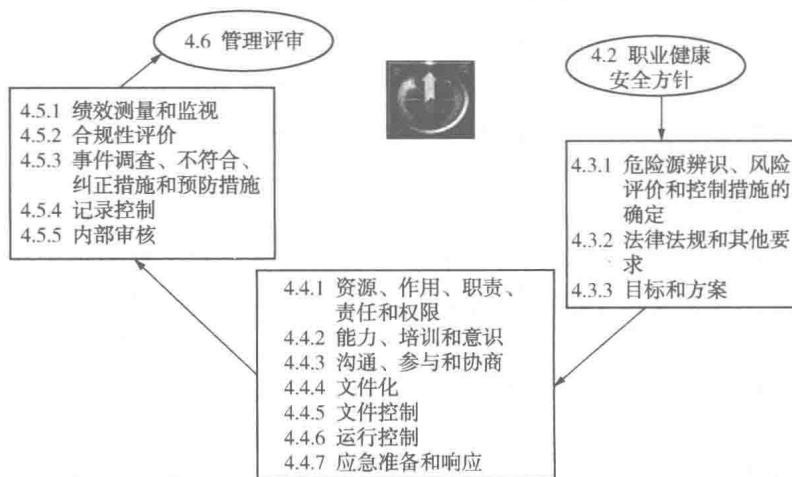 4.6 管理评审
4.2 职业健康
安全方针
4.5.1 绩效测量和监视
4.5.2 合规性评价
4.5.3 事件调查、不符合、
纠正措施和预防措施
4.5.4 记录控制
4.5.5 内部审核
4.3.1 危险源辨识、风险
评价和控制措施的
确定
4.3.2 法律法规和其他要
求
4.3.3 目标和方案
4.4.1 资源、作用、职责、
责任和权限
4.4.2 能力、培训和意识
4.4.3 沟通、参与和协商
4.4.4 文件化
4.4.5 文件控制
4.4.6 运行控制
4.4.7 应急准备和响应